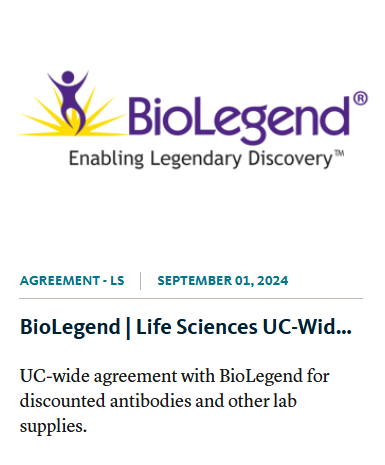 BioLegend®
Enabling Legendary Discovery™
AGREEMENT - LS | SEPTEMBER 01, 2024
BioLegend | Life Sciences UC-Wid...
UC-wide agreement with BioLegend for
discounted antibodies and other lab
supplies.